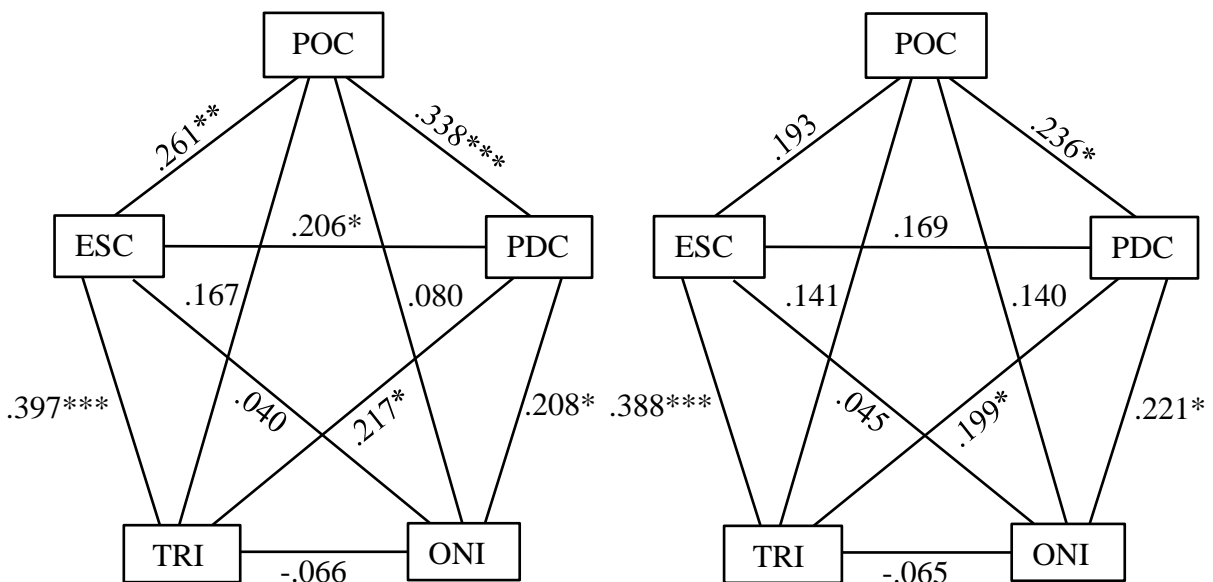 POC
.261**
.338***
ESC
.206*
PDC
.167
.080
.397***
.040
.217*
.208*
TRI
-.066
ONI
POC
.193
.236*
ESC
.169
PDC
.141
.140
.388***
.045
.199*
.221*
TRI
-.065
ONI